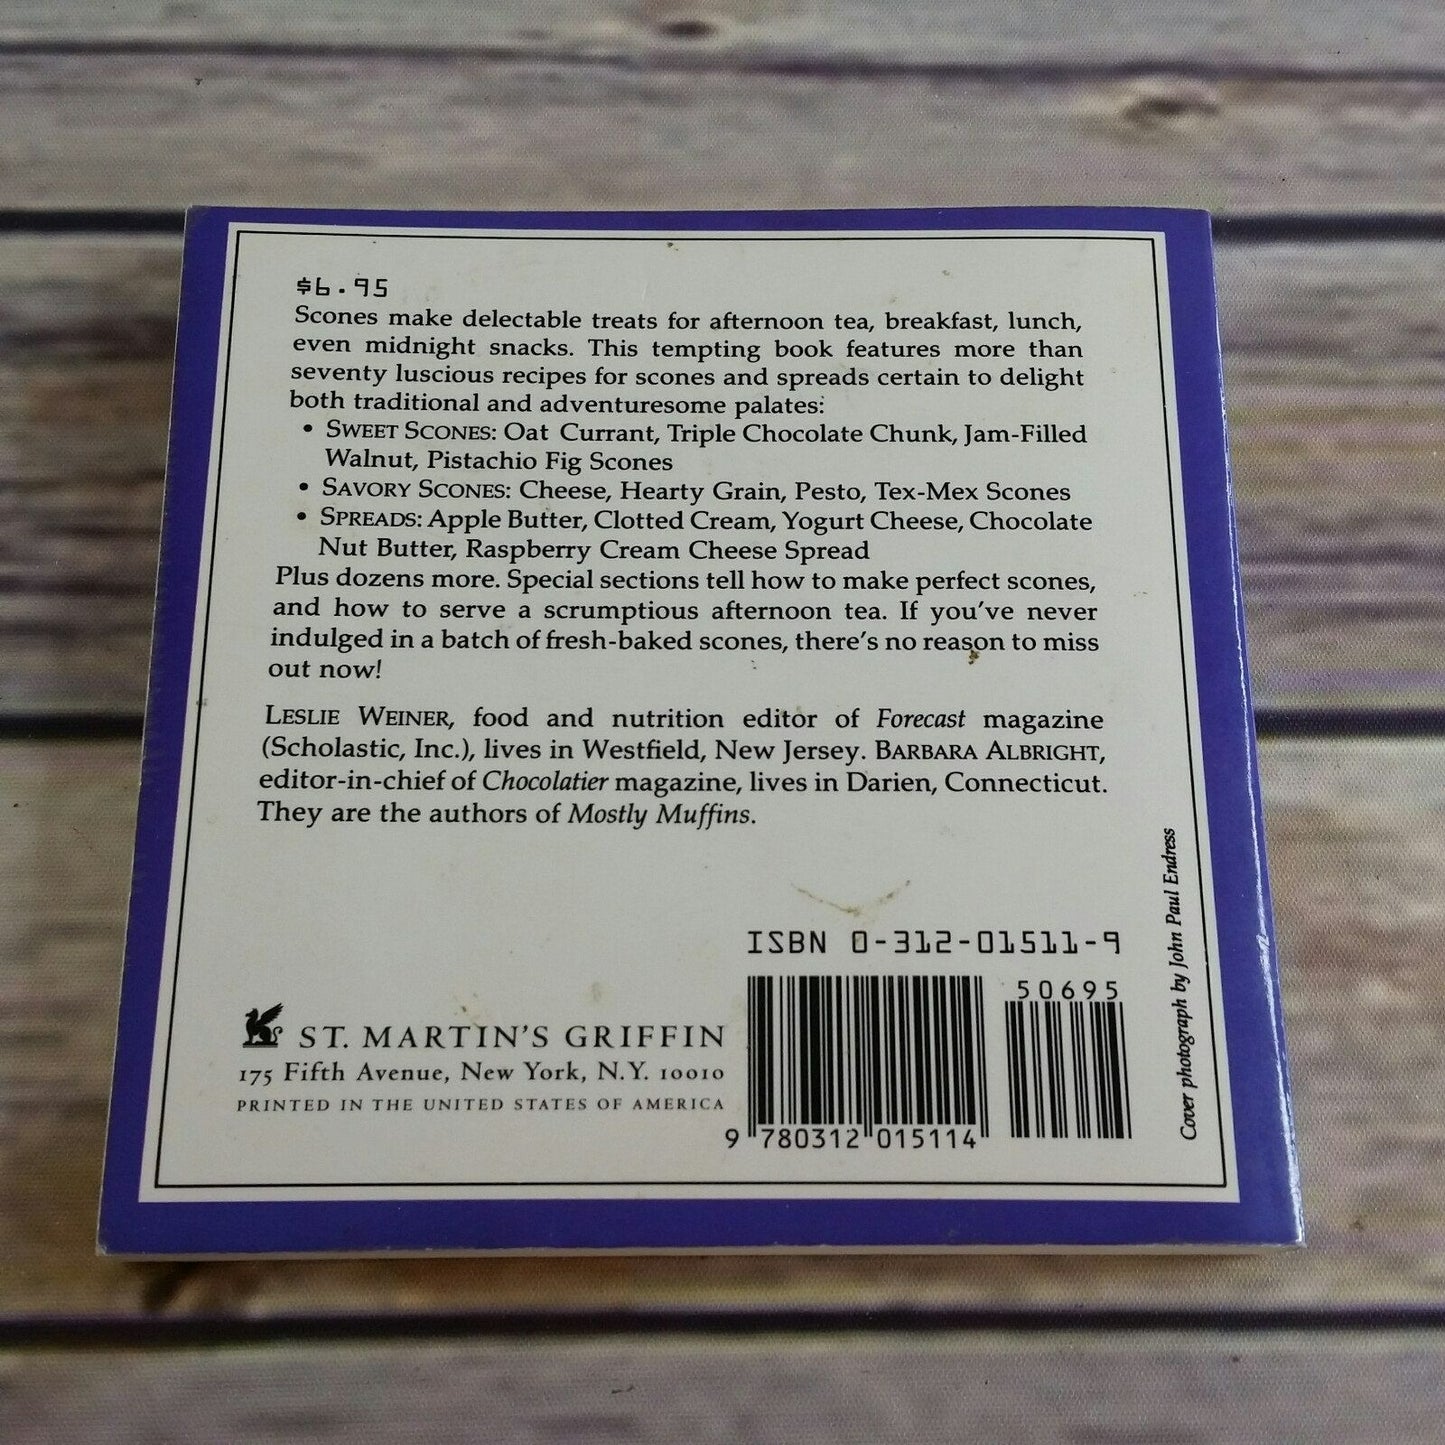 $6.95
Scones make delectable treats for afternoon tea, breakfast, lunch,
even midnight snacks. This tempting book features more than
seventy luscious recipes for scones and spreads certain to delight
both traditional and adventuresome palates:
• SWEET SCONES: Oat Currant, Triple Chocolate Chunk, Jam-Filled
Walnut, Pistachio Fig Scones
• SAVORY SCONES: Cheese, Hearty Grain, Pesto, Tex-Mex Scones
• SPREADS: Apple Butter, Clotted Cream, Yogurt Cheese, Chocolate
Nut Butter, Raspberry Cream Cheese Spread
Plus dozens more. Special sections tell how to make perfect scones,
and how to serve a scrumptious afternoon tea. If you've never
indulged in a batch of fresh-baked scones, there's no reason to miss
out now!
LESLIE WEINER, food and nutrition editor of Forecast magazine
(Scholastic, Inc.), lives in Westfield, New Jersey. BARBARA ALBRIGHT,
editor-in-chief of Chocolatier magazine, lives in Darien, Connecticut.
They are the authors of Mostly Muffins.
ISBN 0-312-01511-9
50695
9 780312 015114
ST. MARTIN'S GRIFFIN
175 Fifth Avenue, New York, N.Y. 10010
PRINTED IN THE UNITED STATES OF AMERICA
Cover photograph by John Paul Endress